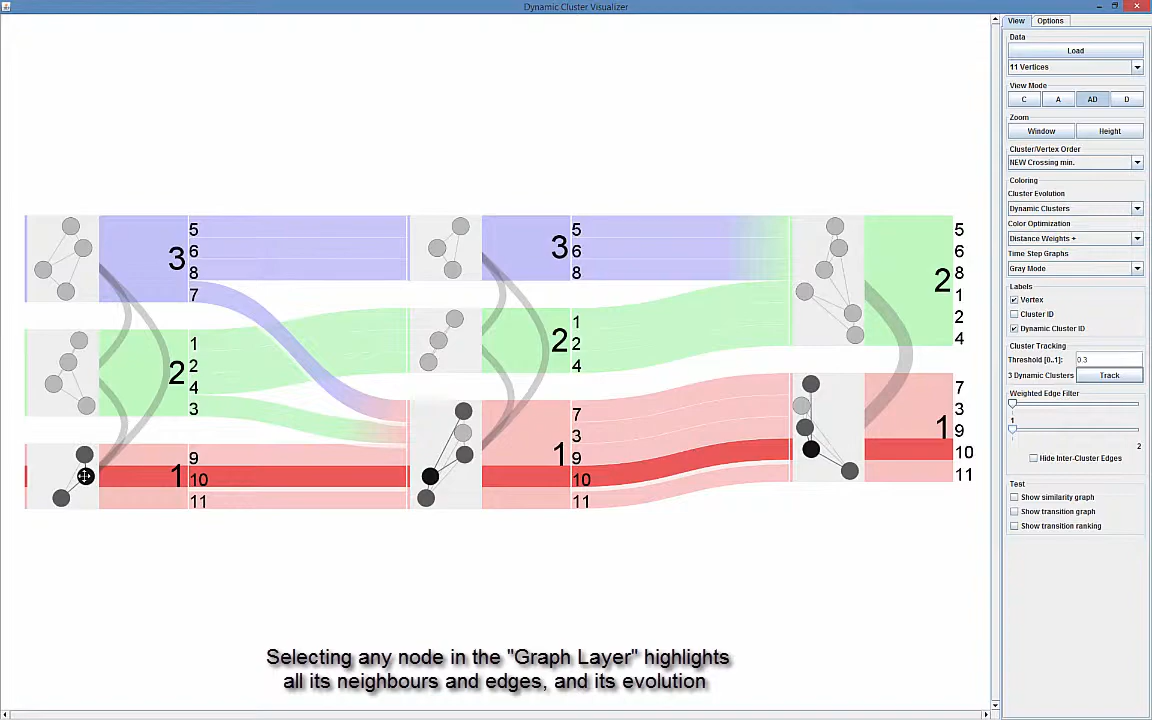 Dynamic Cluster Visualizer
View Options
Data
Load
11 Vertices
View Mode
C A AD D
Zoom
Window Height
Cluster/Vertex Order
NEW Crossing min.
Coloring
Cluster Evolution
Dynamic Clusters
Color Optimization
Distance Weights +
Time Step Graphs
Gray Mode
Labels
Vertex
Cluster ID
Dynamic Cluster ID
Cluster Tracking
Threshold [0..1]: 0.3
3 Dynamic Clusters Track
Weighted Edge Filter
1
2
Hide Inter-Cluster Edges
Test
Show similarity graph
Show transition graph
Show transition ranking
3
5
6
8
7
2
1
2
4
3
1
9
10
11
3
5
6
8
2
1
2
4
1
7
3
9
10
11
2
5
6
8
1
2
4
1
7
3
9
10
11
Selecting any node in the "Graph Layer" highlights
all its neighbours and edges, and its evolution